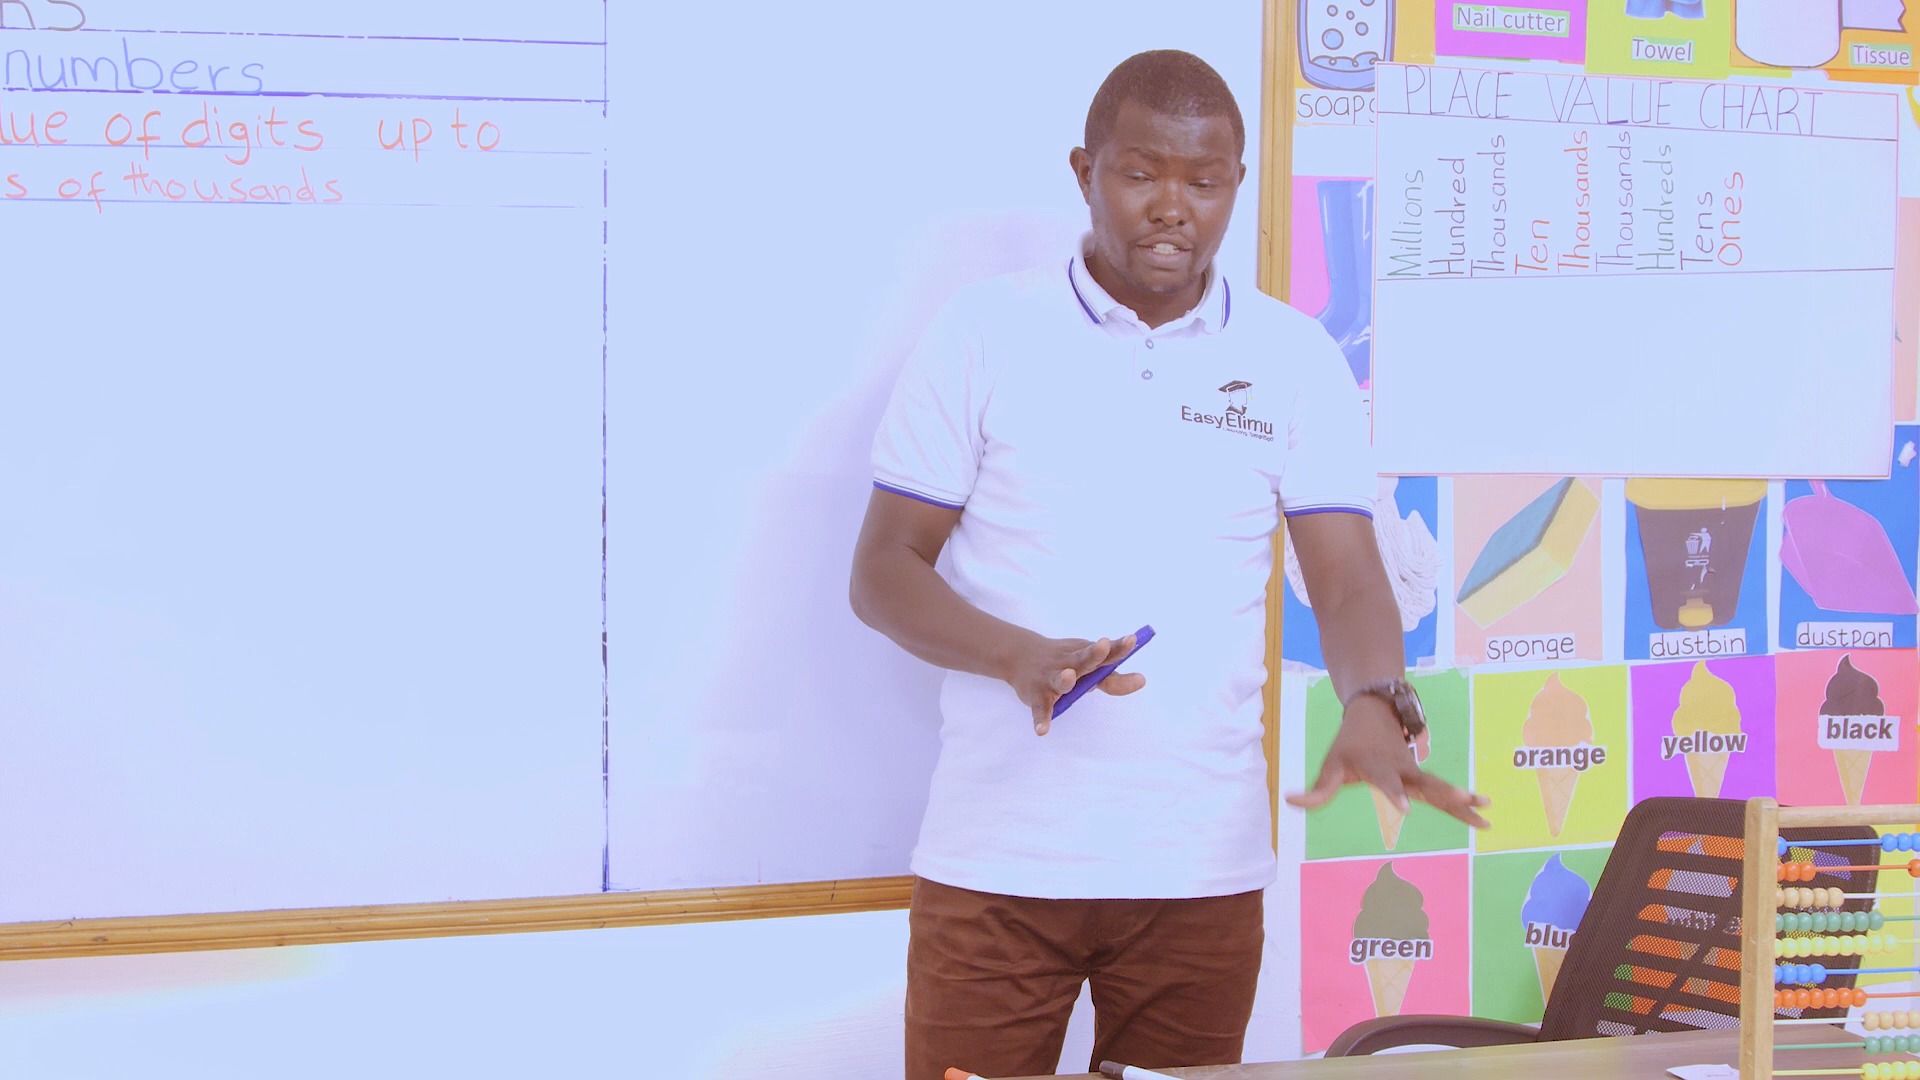 numbers
of digits up to
s of thousands
Nail cutter
Towel
Tissue
soaps
PLACE VALUE CHART
Millions
Hundred
Thousands
Ten
Thousands
Thousands
Hundreds
Tens
Ones
EasyElimu
sponge
dustbin
dustpan
orange
yellow
black
green
blue